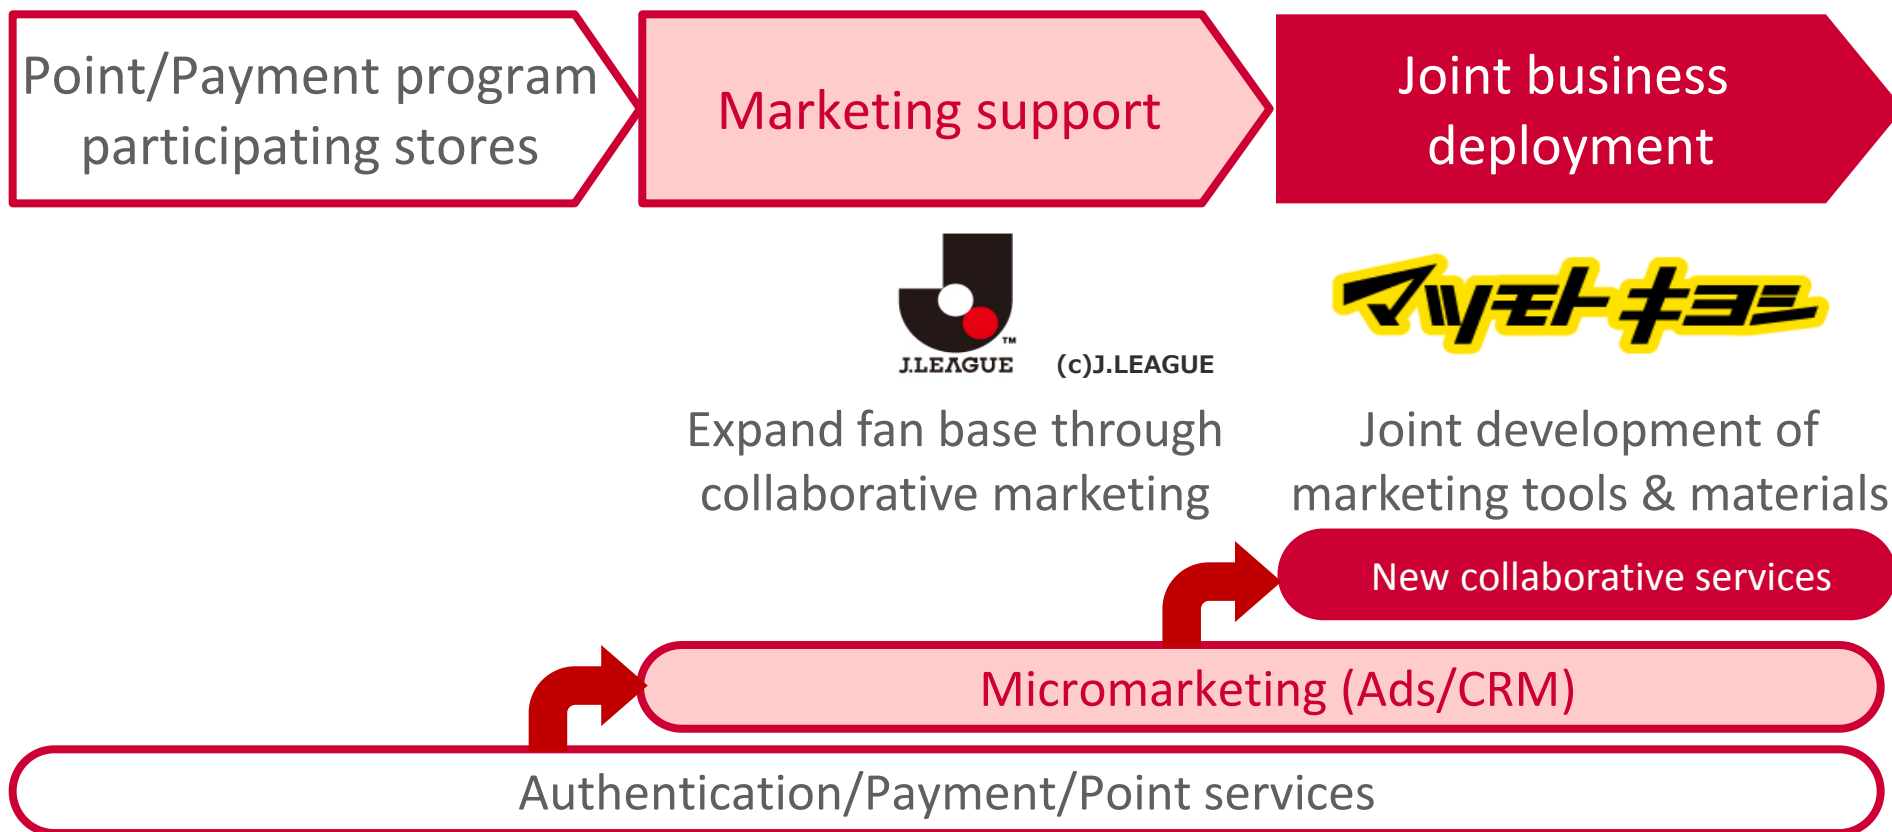 Point/Payment program
participating stores
Marketing support
Joint business
deployment
J.LEAGUE
TM
(c)J.LEAGUE
マツモトキヨシ
Expand fan base through
collaborative marketing
Joint development of
marketing tools & materials
New collaborative services
Micromarketing (Ads/CRM)
Authentication/Payment/Point services